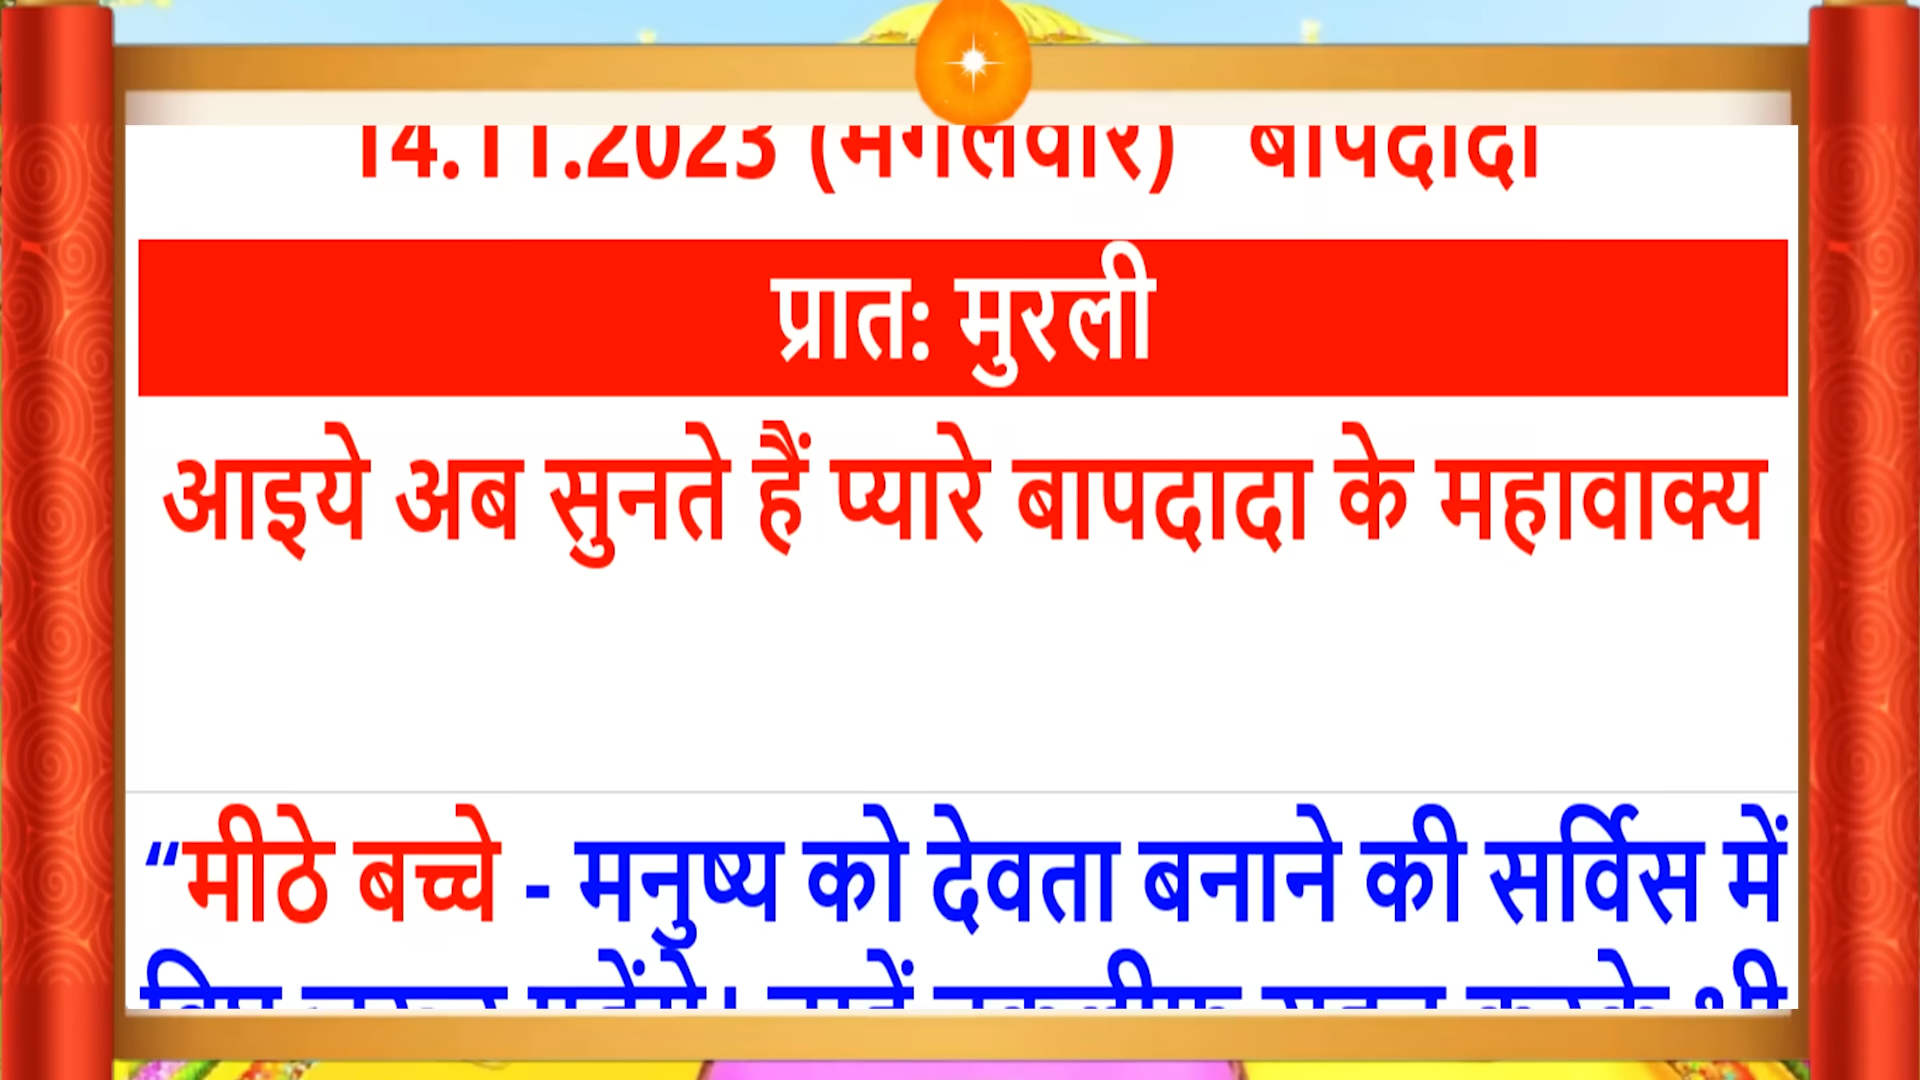 14.11.2023 (मंगलवार) बापदादा
प्रात: मुरली
आइये अब सुनते हैं प्यारे बापदादा के महावाक्य
“मीठे बच्चे - मनुष्य को देवता बनाने की सर्विस में